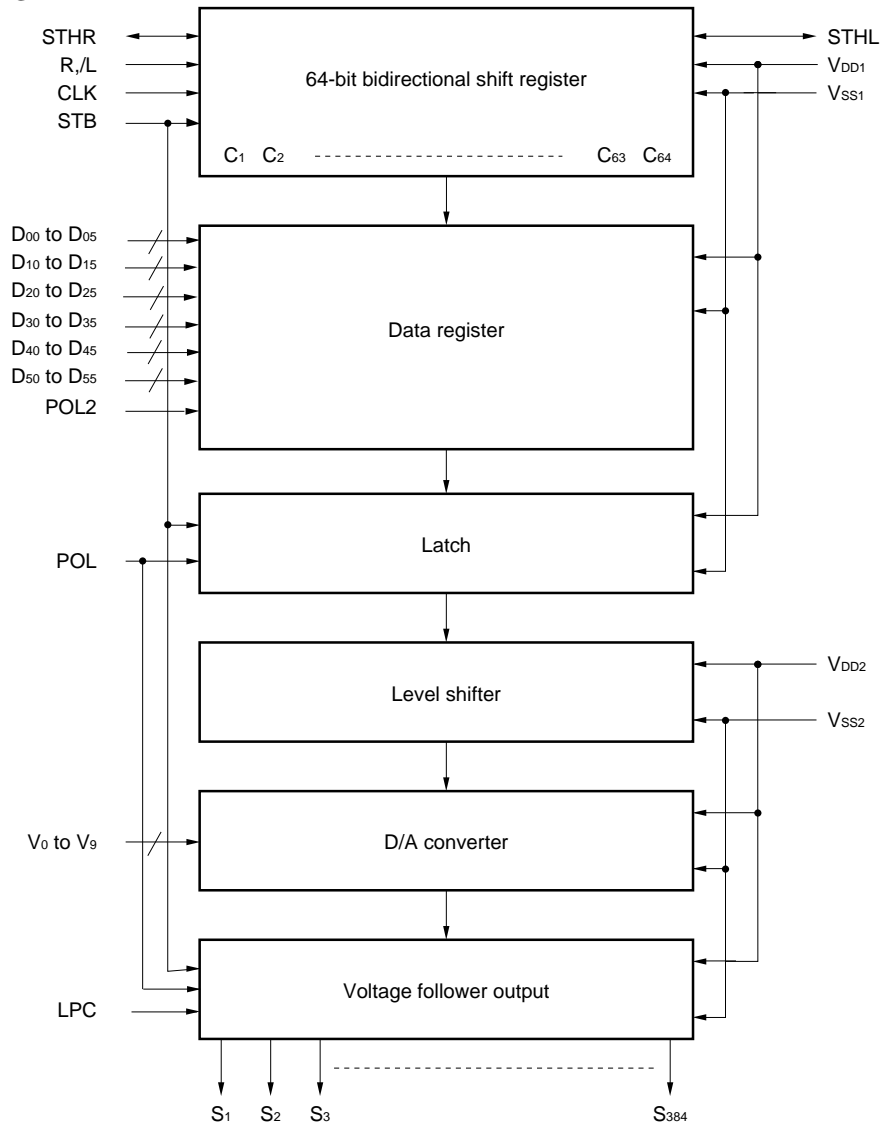 STHR
STHL
R,/L
64-bit bidirectional shift register
VDD1
CLK
VSS1
STB
C1 C2 C63 C64
D00 to D05
D10 to D15
D20 to D25
D30 to D35
Data register
D40 to D45
D50 to D55
POL2
Latch
POL
VDD2
Level shifter
VSS2
V0 to V9
D/A converter
Voltage follower output
LPC
S1 S2 S3 S384